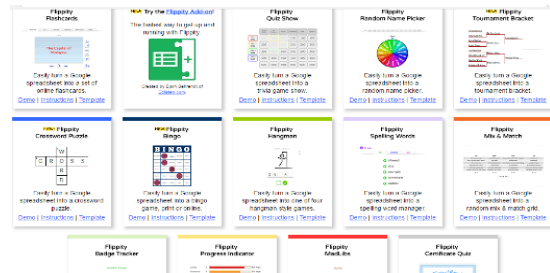 Flippity
Flashcards
Easily turn a Google
spreadsheet into a set of
online flashcards.
Demo | Instructions | Template
NEW! Try the Flippity Add-on!
The fastest way to get up and
running with Flippity.
Created by
Flippity
Quiz Show
Easily turn a Google
spreadsheet into a
trivia game show.
Demo | Instructions | Template
Flippity
Random Name Picker
Easily turn a Google
spreadsheet into a
random name picker.
Demo | Instructions | Template
NEW! Flippity
Tournament Bracket
Easily turn a Google
spreadsheet into a
tournament bracket.
Demo | Instructions | Template
NEW! Flippity
Crossword Puzzle
W
C R O S S
R
D
Easily turn a Google
spreadsheet into a crossword
puzzle.
Demo | Instructions | Template
NEW! Flippity
Bingo
BINGO
Easily turn a Google
spreadsheet into a bingo
game, print or online.
Demo | Instructions | Template
Flippity
Hangman
Easily turn a Google
spreadsheet into one of four
hangman style games.
Demo | Instructions | Template
Flippity
Spelling Words
Easily turn a Google
spreadsheet into a
spelling word manager.
Demo | Instructions | Template
Flippity
Mix & Match
Easily turn a Google
spreadsheet into a
random mix & match grid.
Demo | Instructions | Template
Flippity
Badge Tracker
Flippity
Progress Indicator
Flippity
MadLibs
Flippity
Certificate Quiz